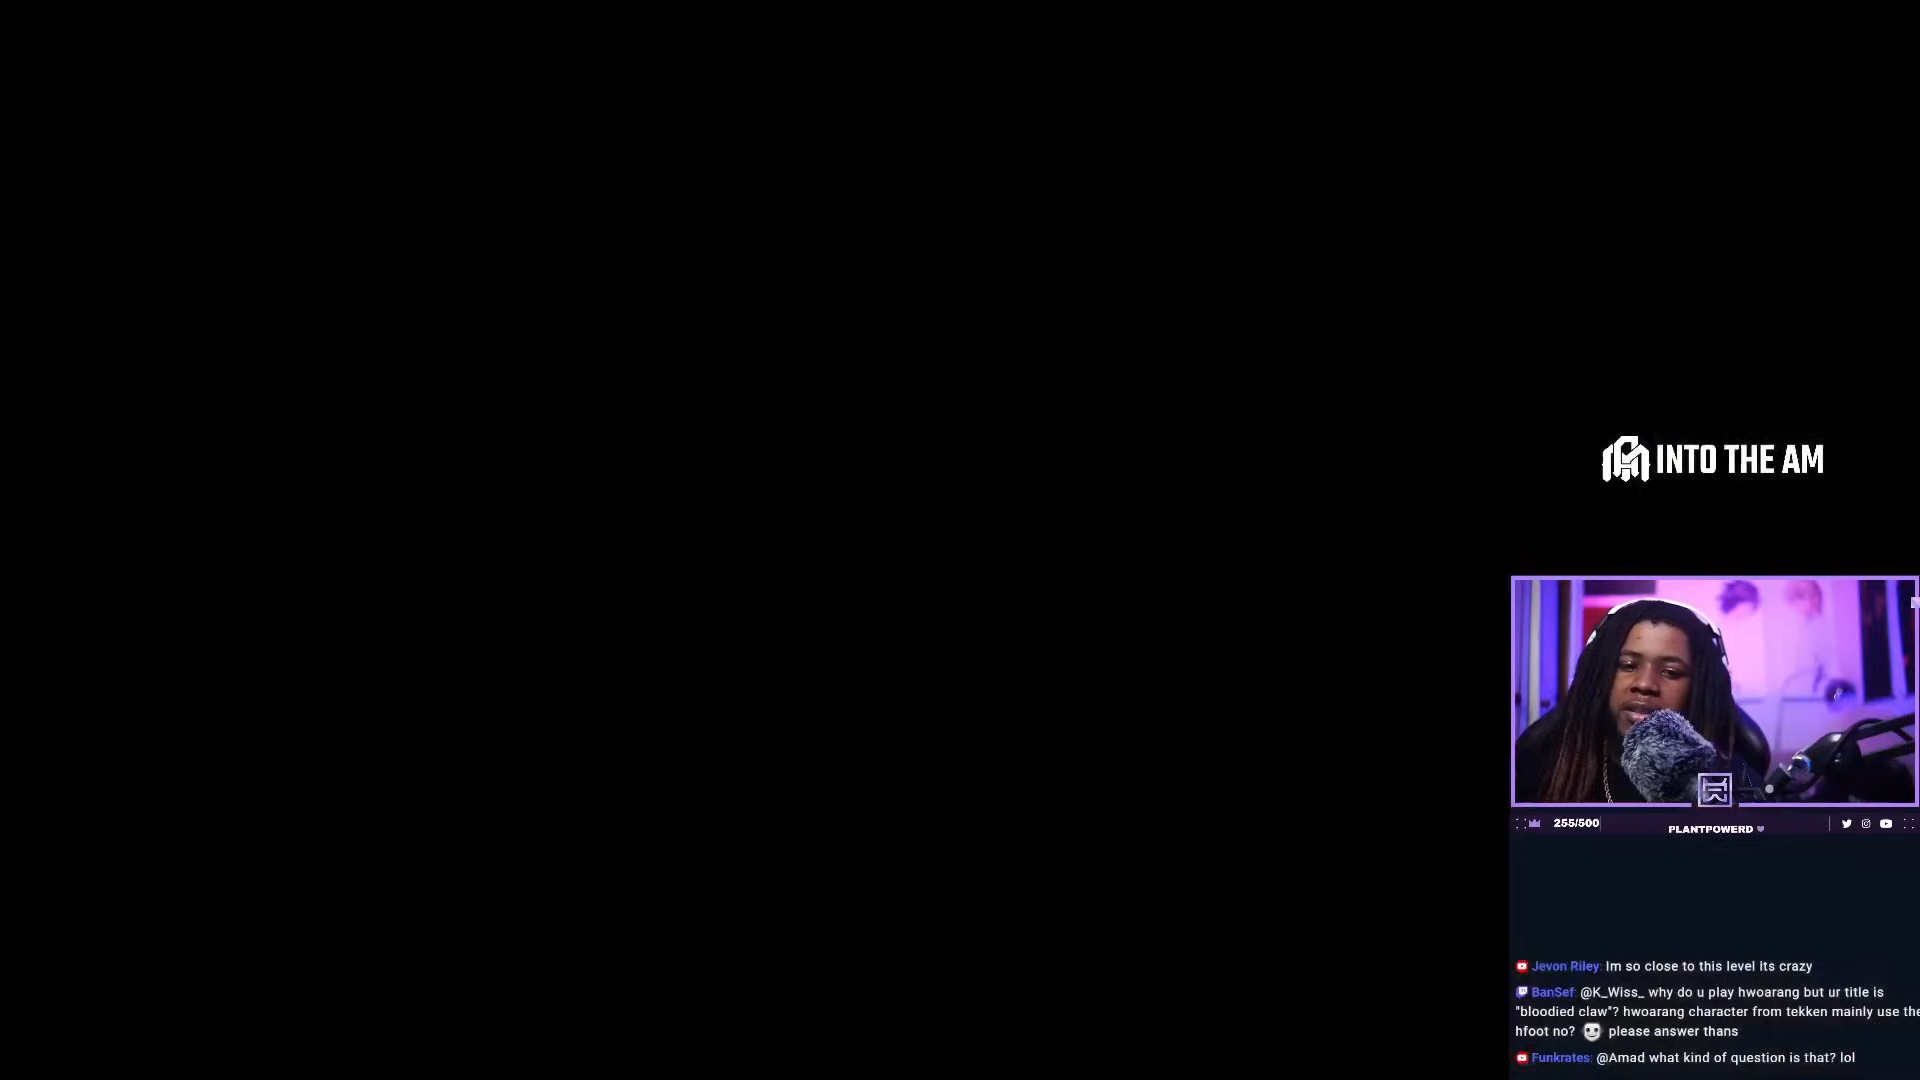 INTO THE AM
255/500
PLANTPOWERD
Jevon Riley: Im so close to this level its crazy
BanSef: @K_Wiss_ why do u play hwoarang but ur title is
"bloodied claw"? hwoarang character from tekken mainly use the
hfoot no? please answer thans
Funkrates: @Amad what kind of question is that? lol